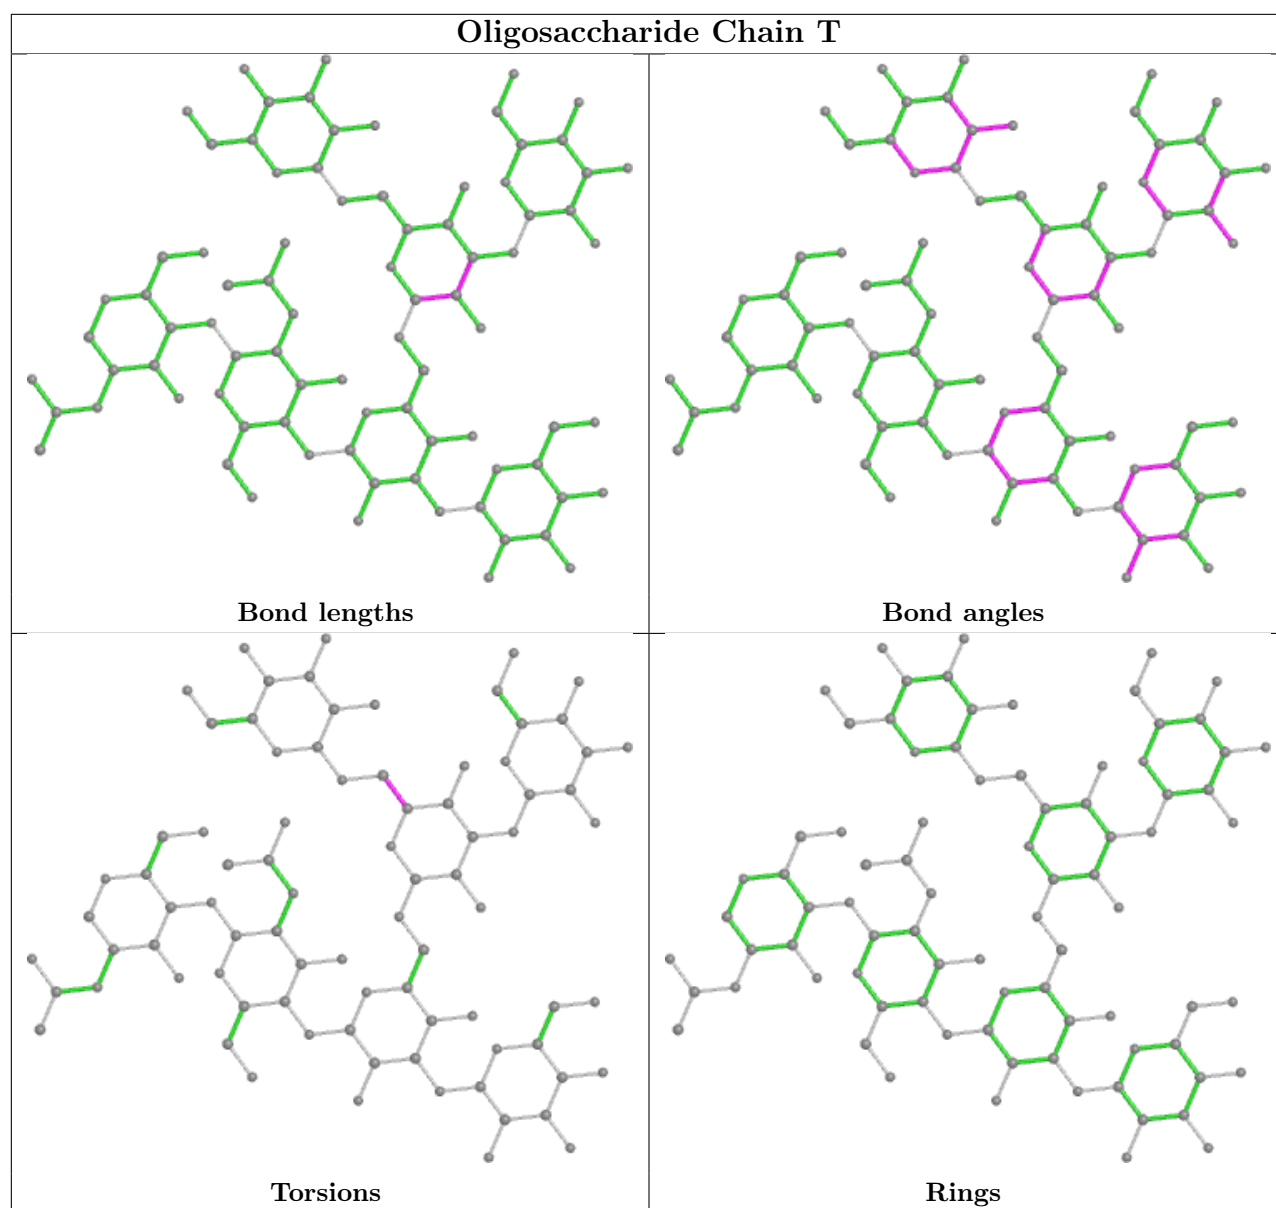 Oligosaccharide Chain T
Bond lengths
Bond angles
Torsions
Rings